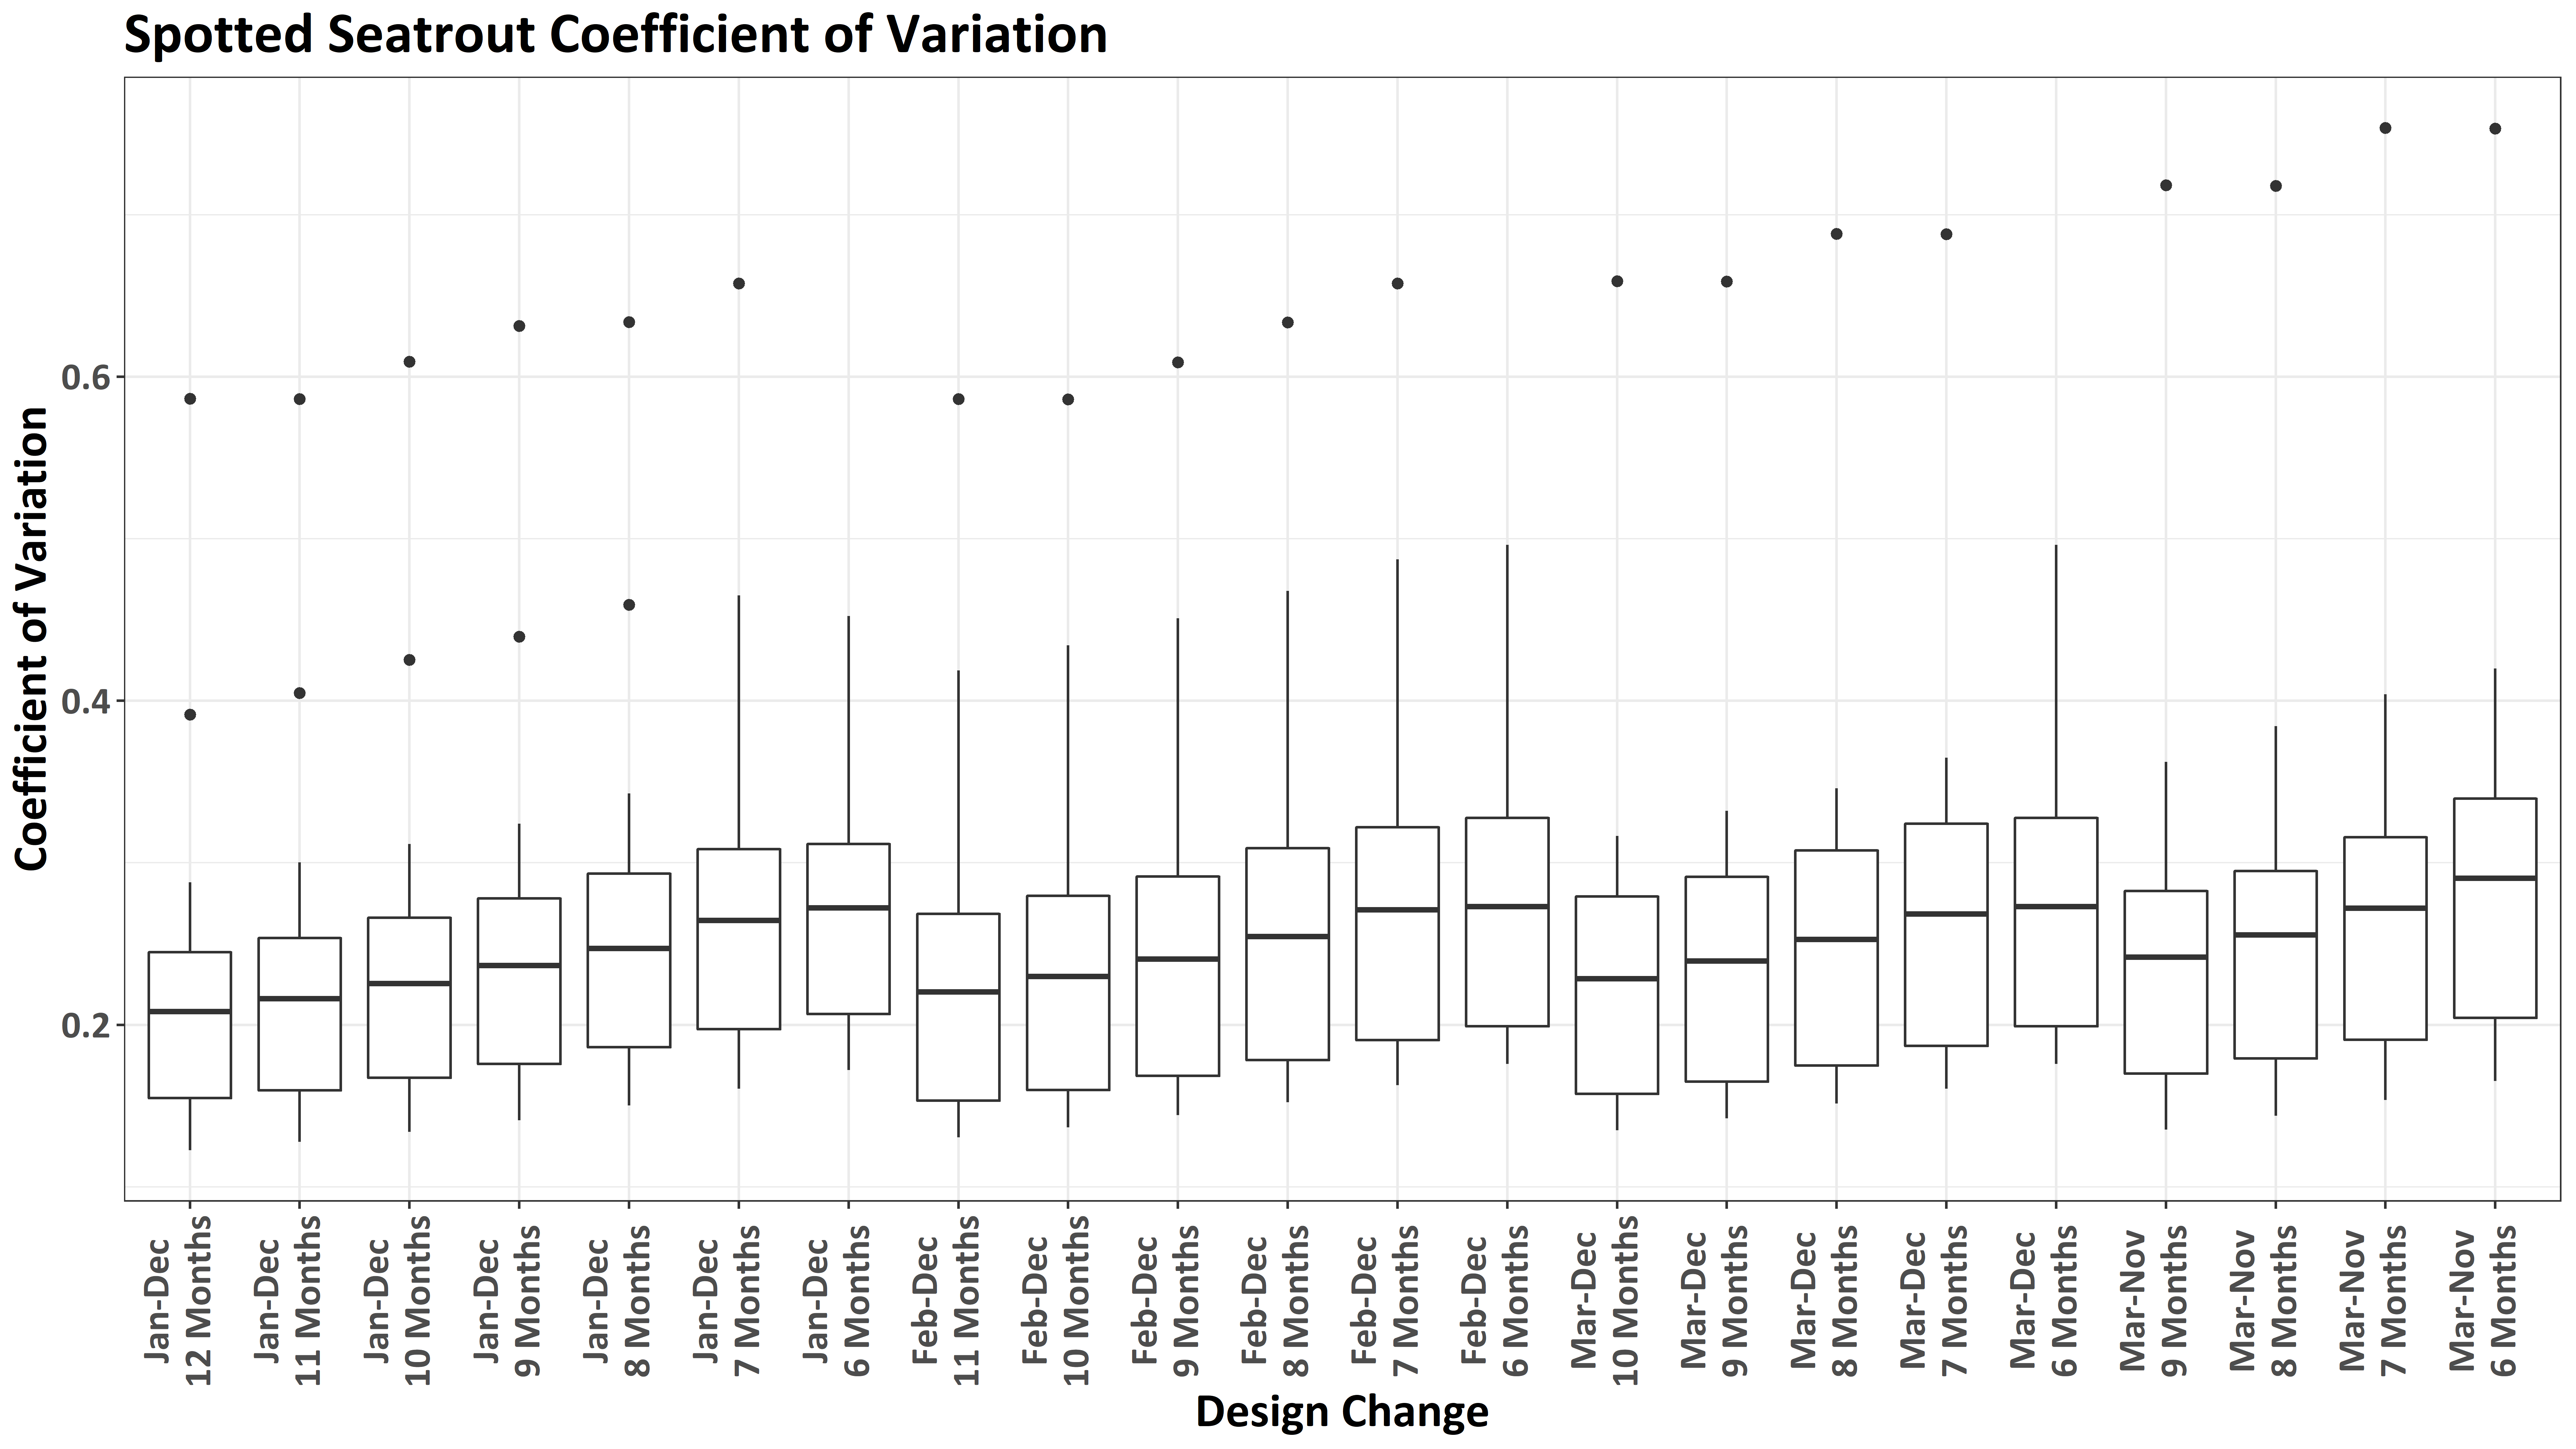 Spotted Seatrout Coefficient of Variation
Coefficient of Variation
0.6
0.4
0.2
Jan-Dec
12 Months
Jan-Dec
11 Months
Jan-Dec
10 Months
Jan-Dec
9 Months
Jan-Dec
8 Months
Jan-Dec
7 Months
Jan-Dec
6 Months
Feb-Dec
11 Months
Feb-Dec
10 Months
Feb-Dec
9 Months
Feb-Dec
8 Months
Feb-Dec
7 Months
Feb-Dec
6 Months
Mar-Dec
10 Months
Mar-Dec
9 Months
Mar-Dec
8 Months
Mar-Dec
7 Months
Mar-Dec
6 Months
Mar-Nov
9 Months
Mar-Nov
8 Months
Mar-Nov
7 Months
Mar-Nov
6 Months
Design Change